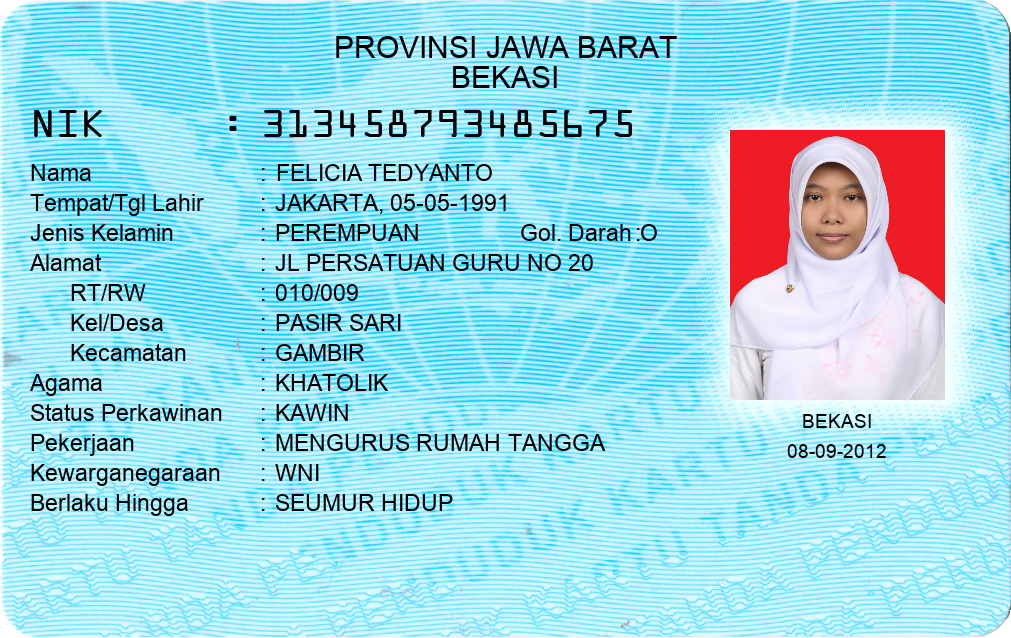 PROVINSI JAWA BARAT
BEKASI
NIK : 313458793485675
Nama : FELICIA TEDYANTO
Tempat/Tgl Lahir : JAKARTA, 05-05-1991
Jenis Kelamin : PEREMPUAN Gol. Darah :O
Alamat : JL PERSATUAN GURU NO 20
RT/RW : 010/009
Kel/Desa : PASIR SARI
Kecamatan : GAMBIR
Agama : KHATOLIK
Status Perkawinan : KAWIN
Pekerjaan : MENGURUS RUMAH TANGGA
Kewarganegaraan : WNI
Berlaku Hingga : SEUMUR HIDUP
BEKASI
08-09-2012